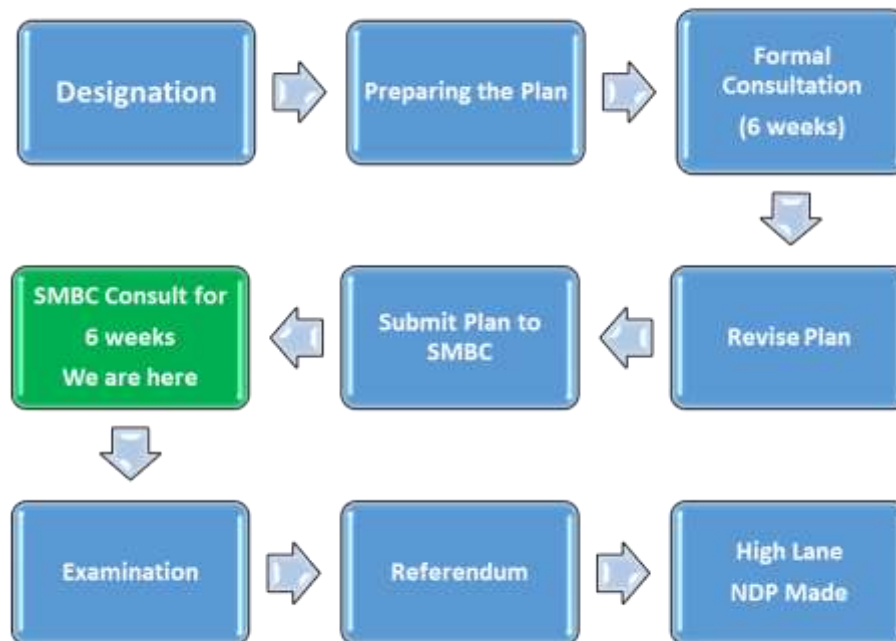 Designation
Preparing the Plan
Formal
Consultation
(6 weeks)
Revise Plan
Submit Plan to
SMBC
SMBC Consult for
6 weeks
We are here
Examination
Referendum
High Lane
NDP Made